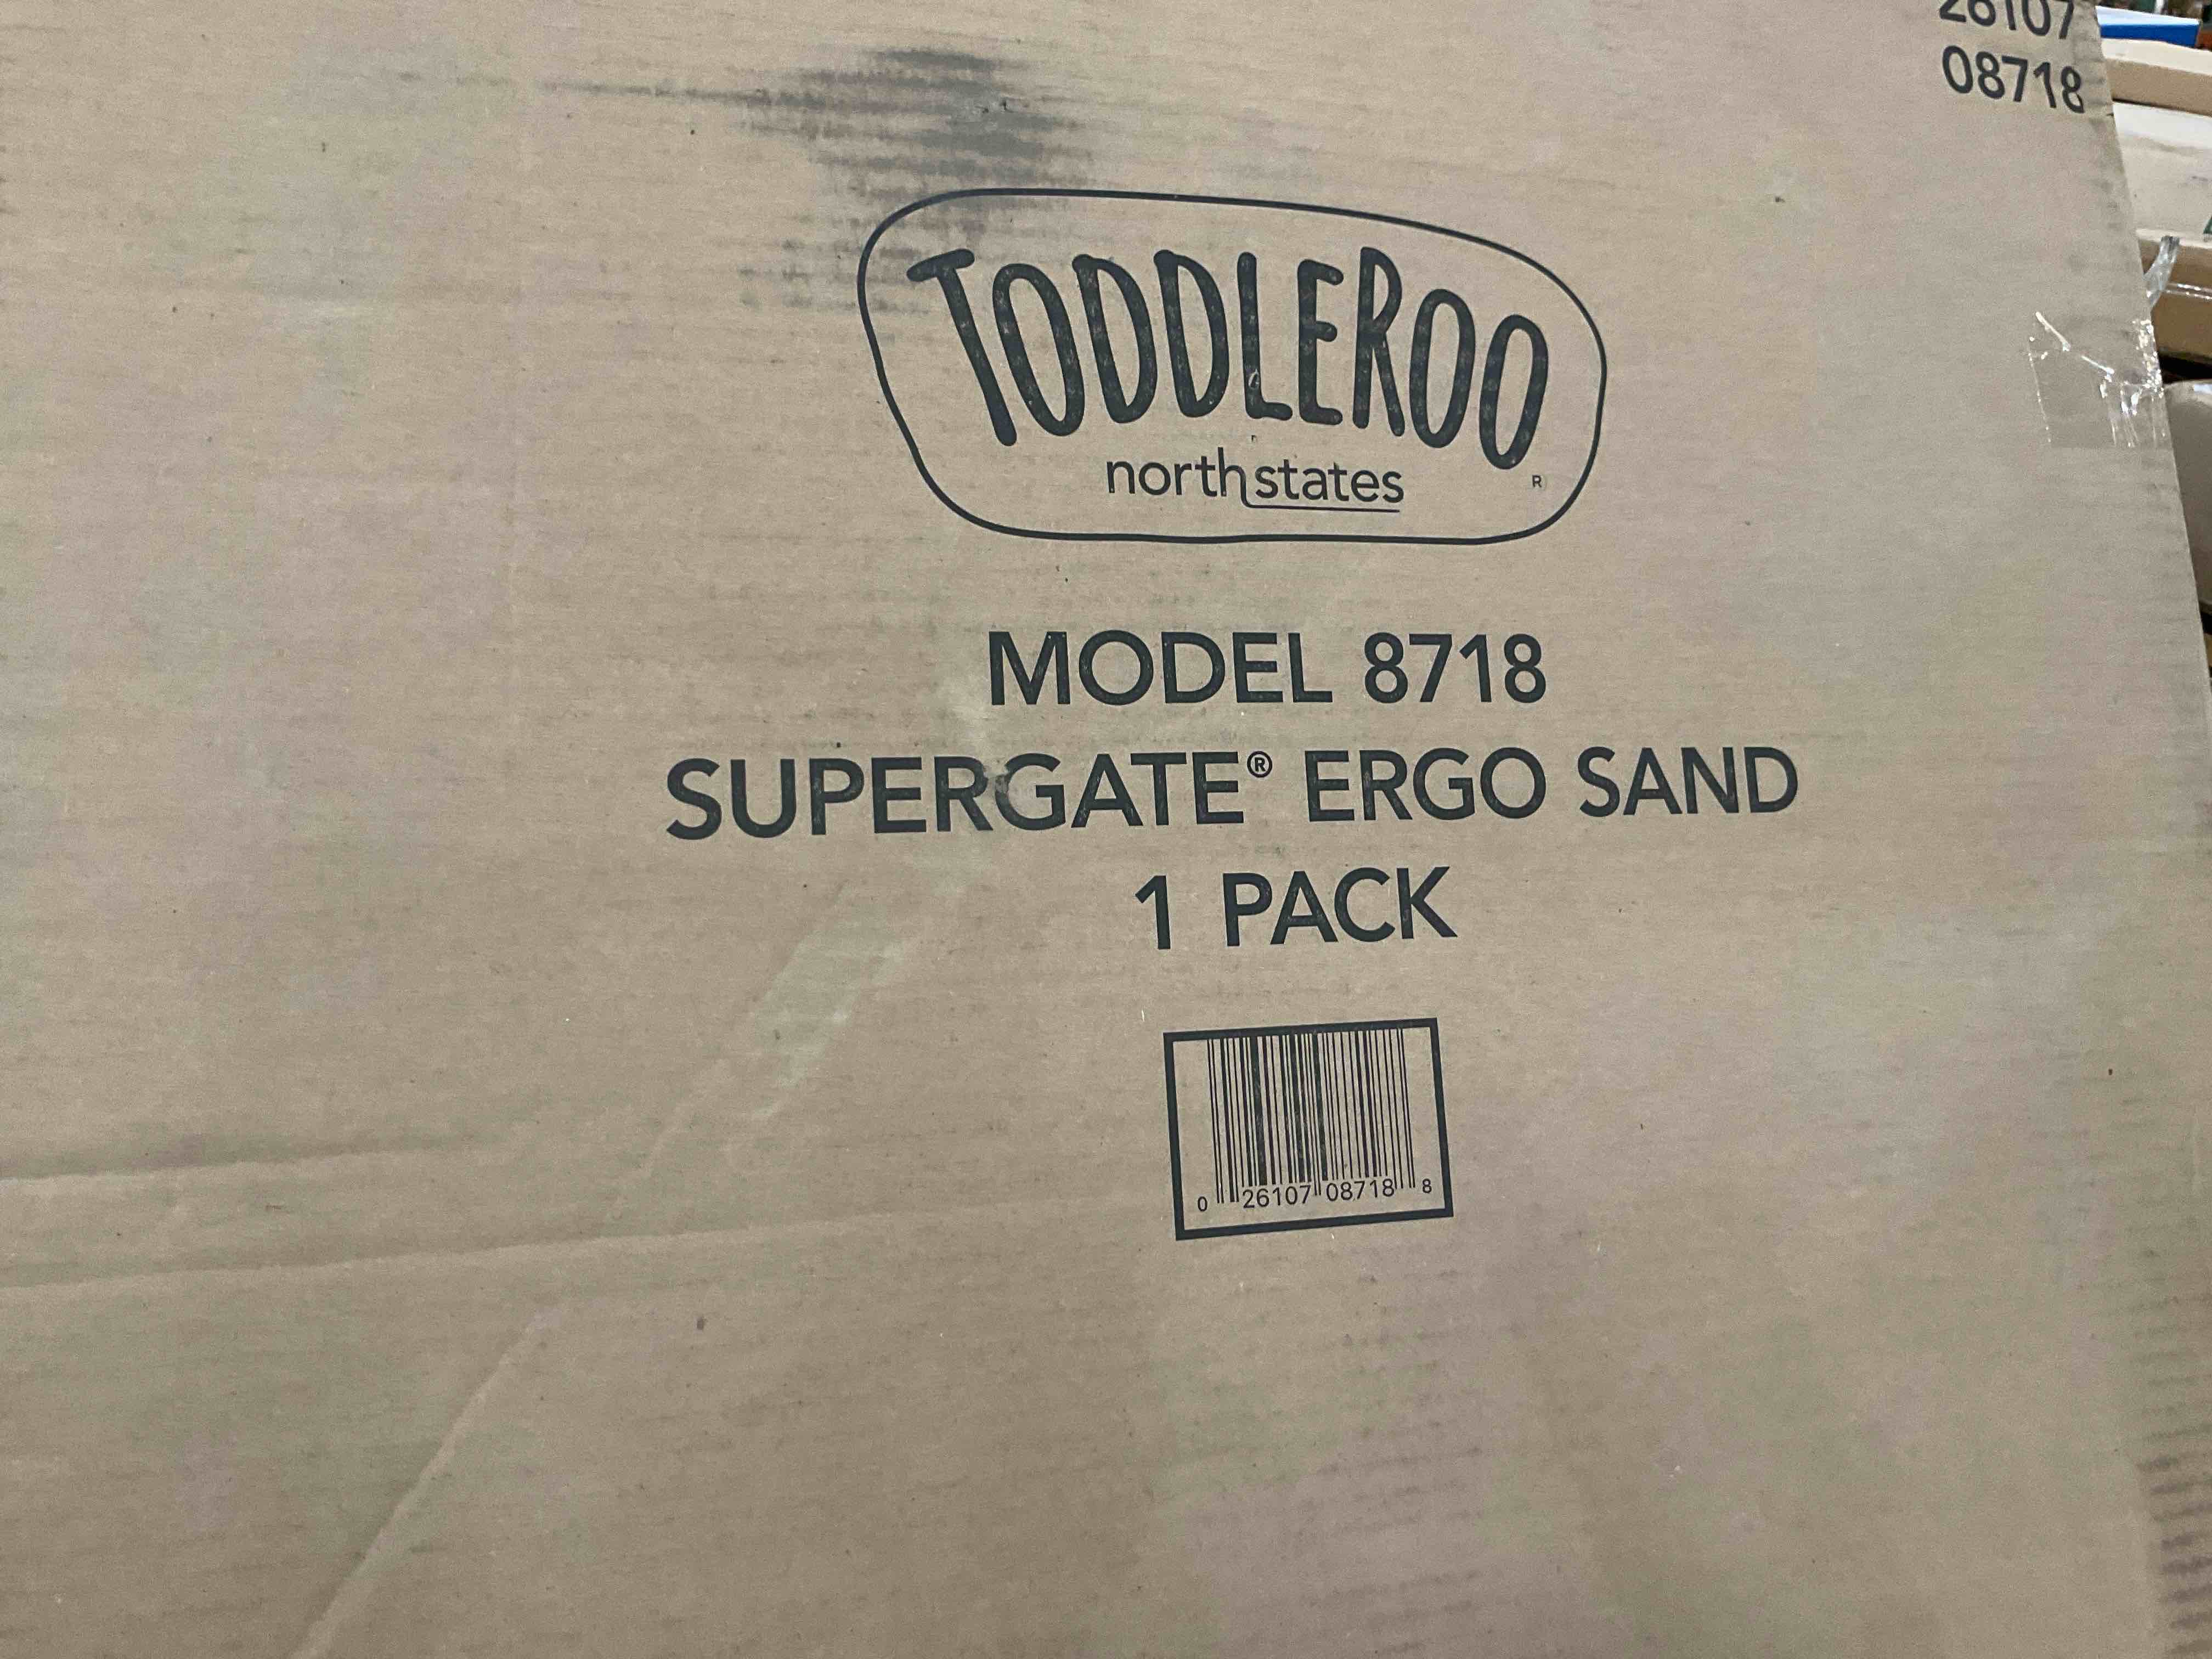 26107
08718
TODDLEROO
northstates ®
MODEL 8718
SUPERGATE® ERGO SAND
1 PACK
0 26107 08718 8